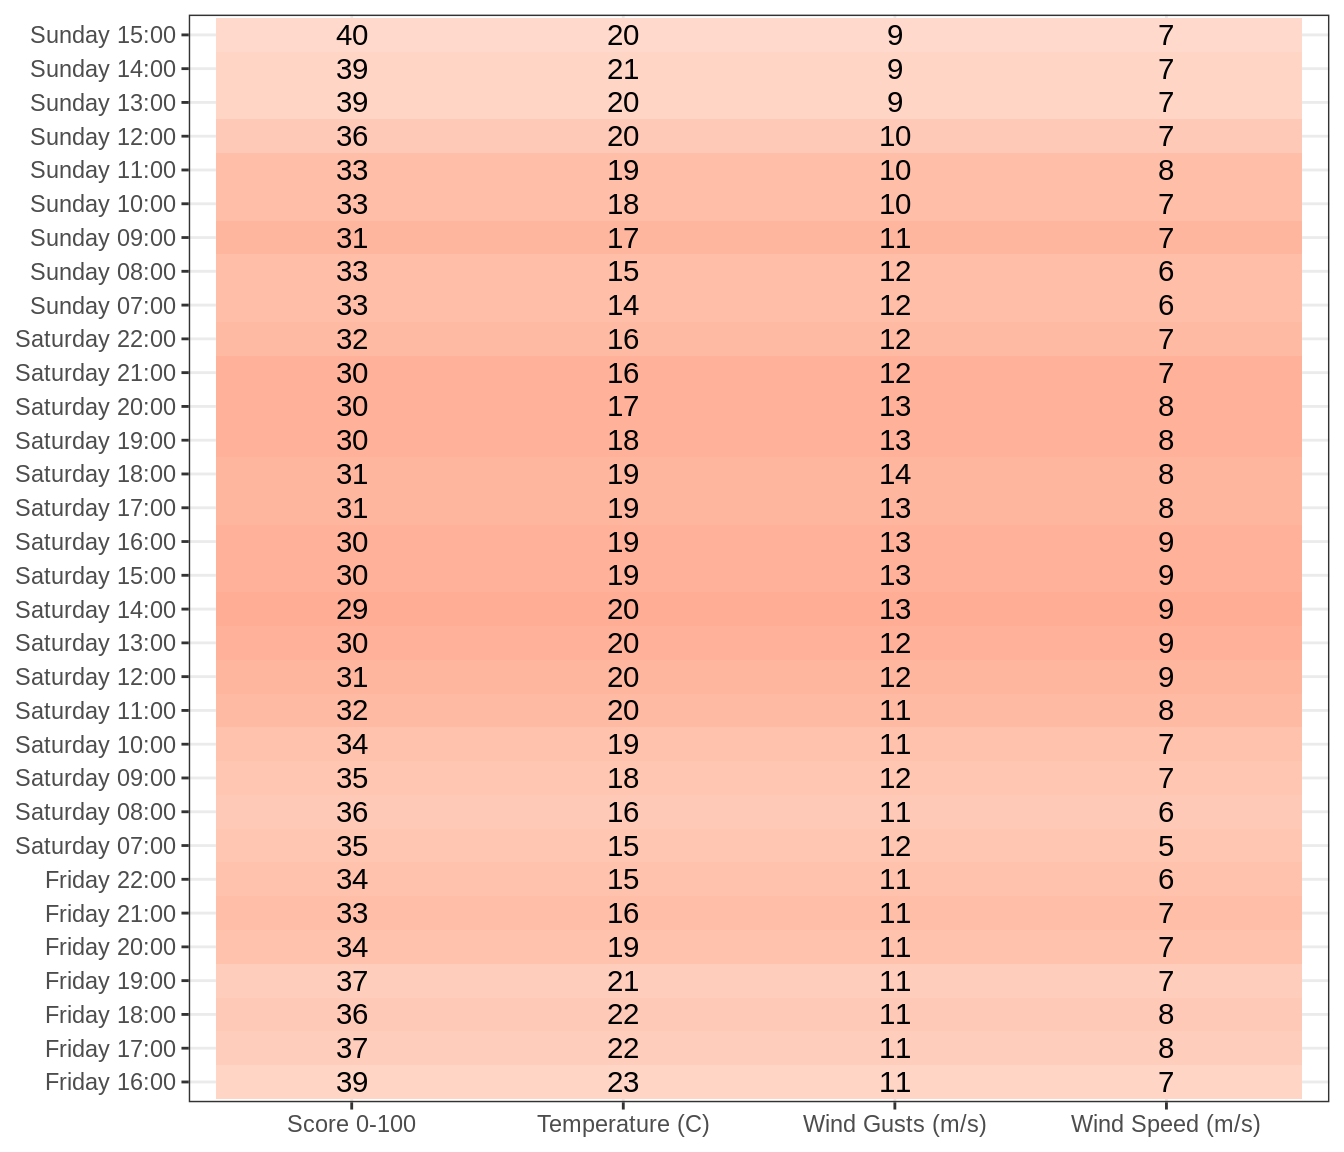 Sunday 15:00 40 20 9 7
Sunday 14:00 39 21 9 7
Sunday 13:00 39 20 9 7
Sunday 12:00 36 20 10 7
Sunday 11:00 33 19 10 8
Sunday 10:00 33 18 10 7
Sunday 09:00 31 17 11 7
Sunday 08:00 33 15 12 6
Sunday 07:00 33 14 12 6
Saturday 22:00 32 16 12 7
Saturday 21:00 30 16 12 7
Saturday 20:00 30 17 13 8
Saturday 19:00 30 18 13 8
Saturday 18:00 31 19 14 8
Saturday 17:00 31 19 13 8
Saturday 16:00 30 19 13 9
Saturday 15:00 30 19 13 9
Saturday 14:00 29 20 13 9
Saturday 13:00 30 20 12 9
Saturday 12:00 31 20 12 9
Saturday 11:00 32 20 11 8
Saturday 10:00 34 19 11 7
Saturday 09:00 35 18 12 7
Saturday 08:00 36 16 11 6
Saturday 07:00 35 15 12 5
Friday 22:00 34 15 11 6
Friday 21:00 33 16 11 7
Friday 20:00 34 19 11 7
Friday 19:00 37 21 11 7
Friday 18:00 36 22 11 8
Friday 17:00 37 22 11 8
Friday 16:00 39 23 11 7
Score 0-100 Temperature (C) Wind Gusts (m/s) Wind Speed (m/s)